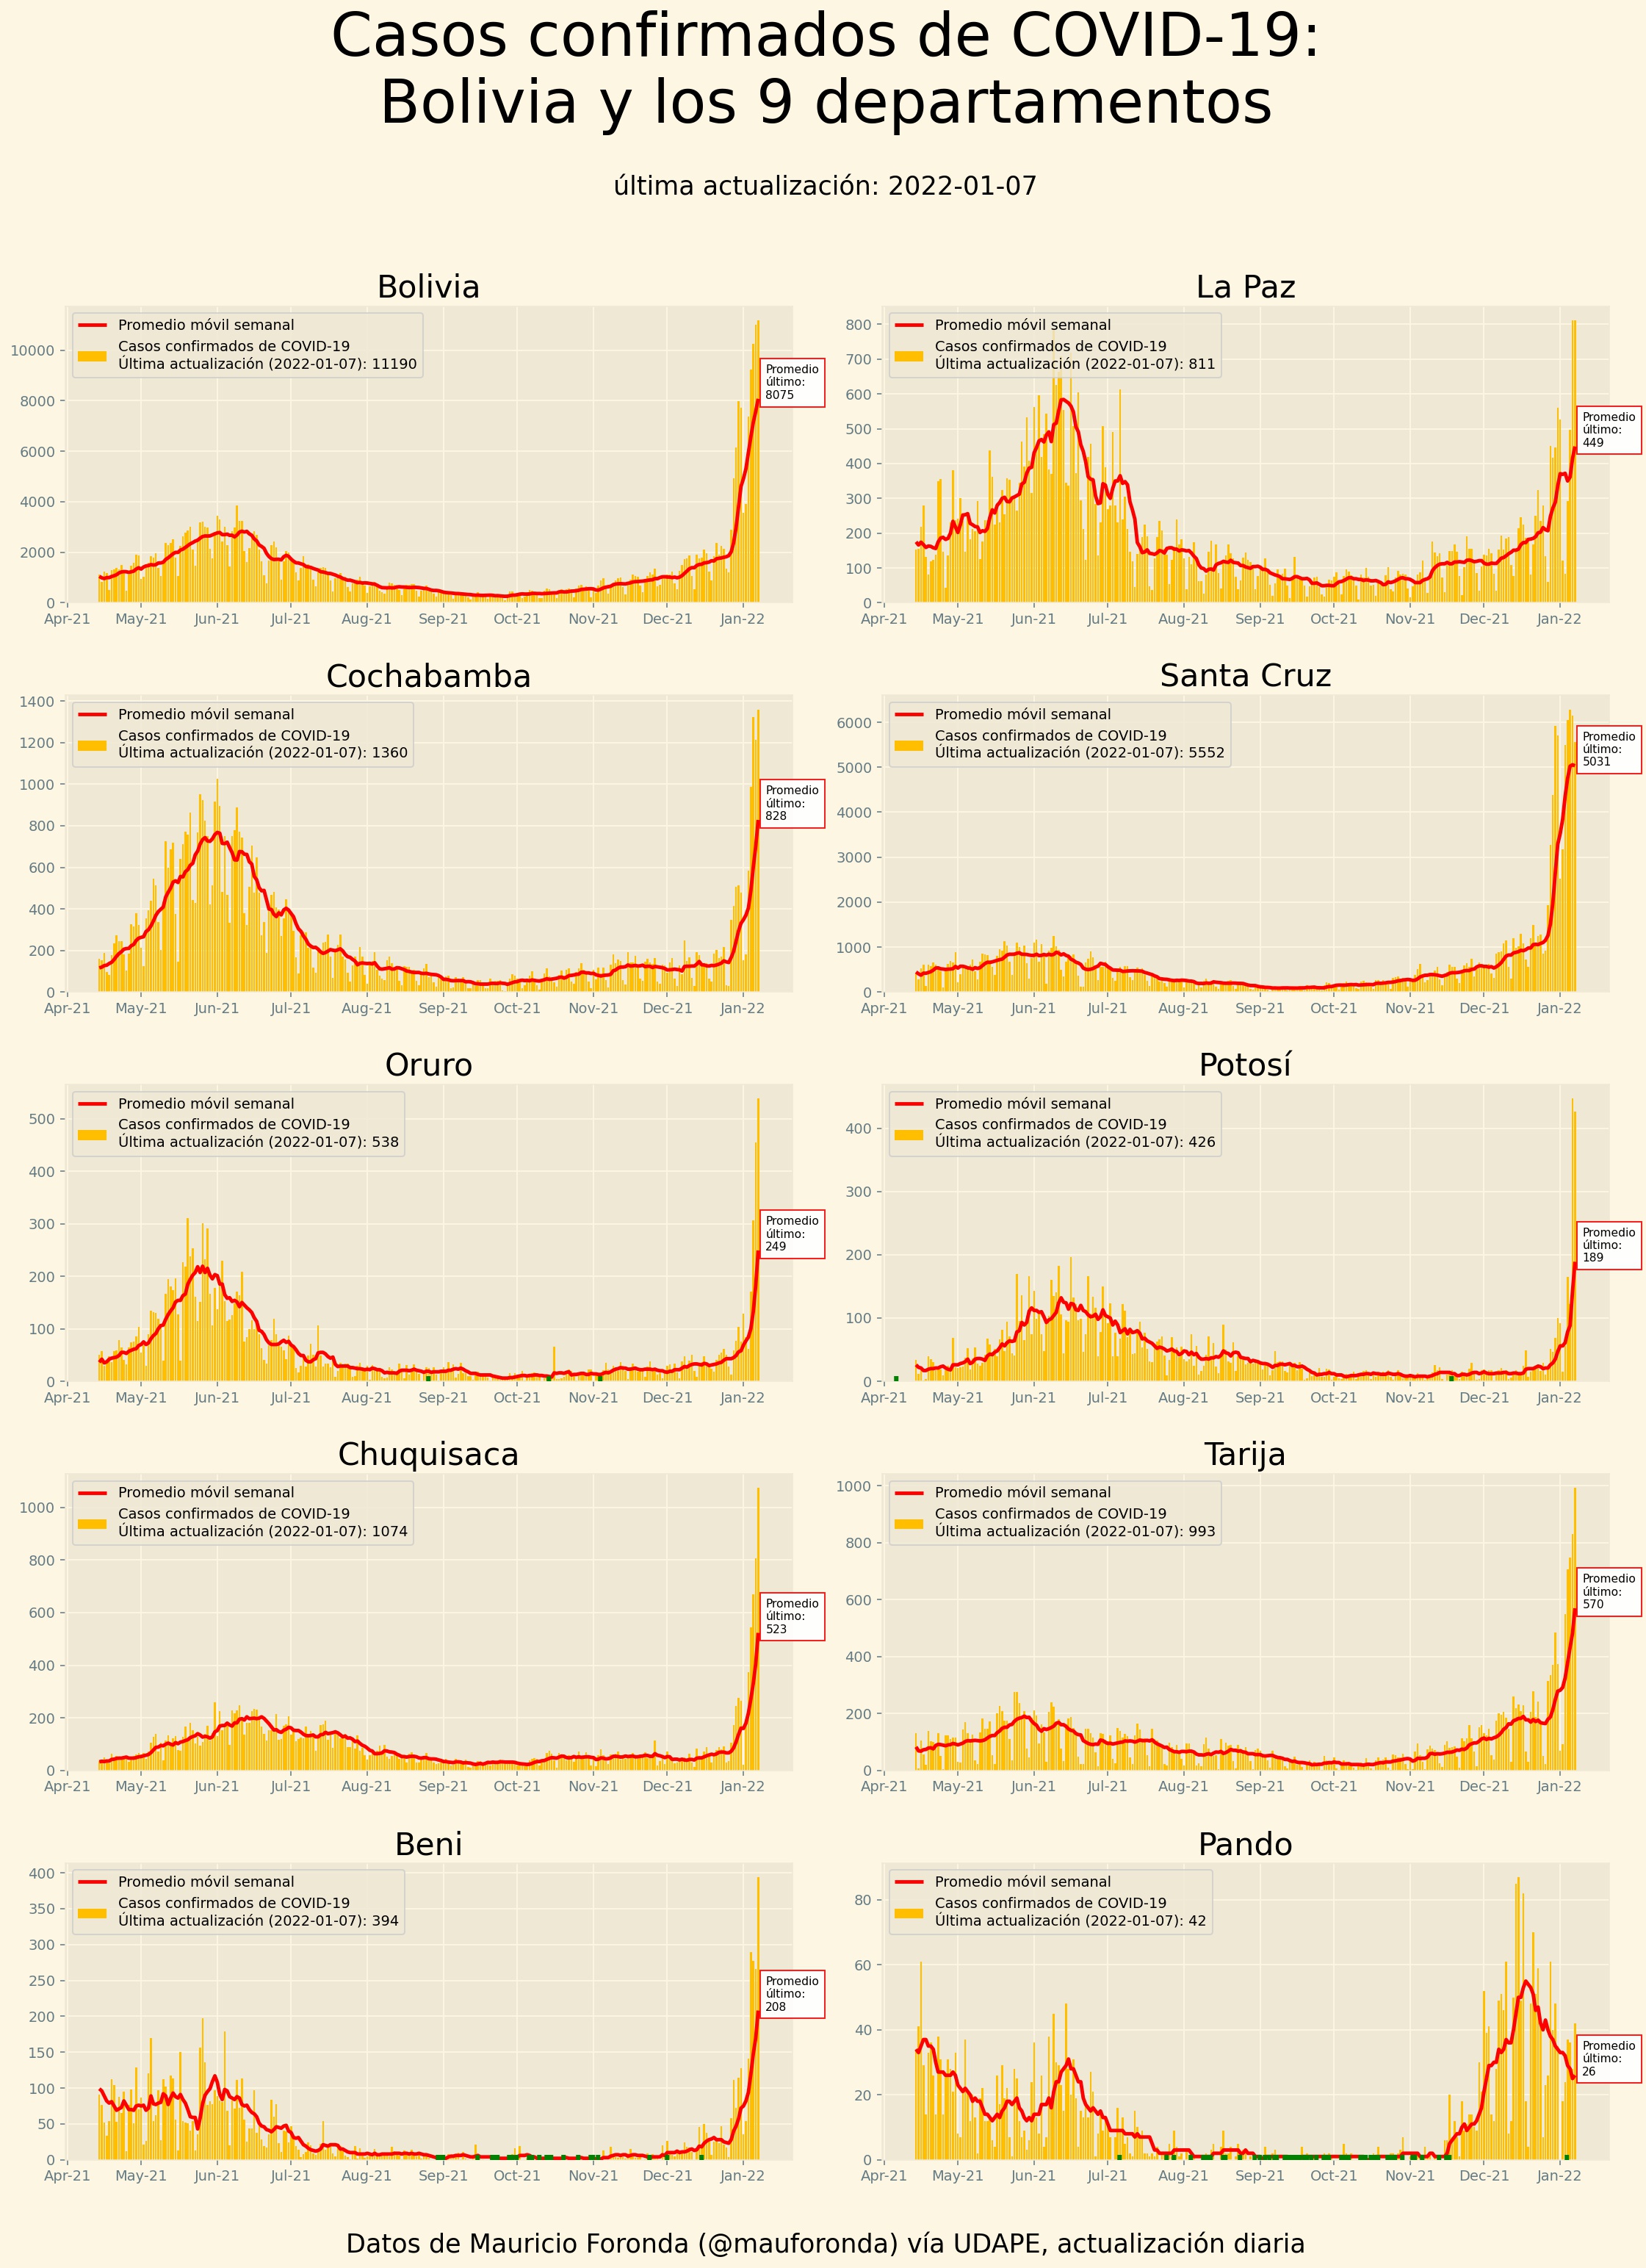 Casos confirmados de COVID-19:
Bolivia y los 9 departamentos
última actualización: 2022-01-07
Bolivia
Promedio móvil semanal
Casos confirmados de COVID-19
Última actualización (2022-01-07): 11190
Promedio
último:
8075
10000
8000
6000
4000
2000
0
Apr-21 May-21 Jun-21 Jul-21 Aug-21 Sep-21 Oct-21 Nov-21 Dec-21 Jan-22
La Paz
Promedio móvil semanal
Casos confirmados de COVID-19
Última actualización (2022-01-07): 811
Promedio
último:
449
800
700
600
500
400
300
200
100
0
Apr-21 May-21 Jun-21 Jul-21 Aug-21 Sep-21 Oct-21 Nov-21 Dec-21 Jan-22
Cochabamba
Promedio móvil semanal
Casos confirmados de COVID-19
Última actualización (2022-01-07): 1360
Promedio
último:
828
1400
1200
1000
800
600
400
200
0
Apr-21 May-21 Jun-21 Jul-21 Aug-21 Sep-21 Oct-21 Nov-21 Dec-21 Jan-22
Santa Cruz
Promedio móvil semanal
Casos confirmados de COVID-19
Última actualización (2022-01-07): 5552
Promedio
último:
5031
6000
5000
4000
3000
2000
1000
0
Apr-21 May-21 Jun-21 Jul-21 Aug-21 Sep-21 Oct-21 Nov-21 Dec-21 Jan-22
Oruro
Promedio móvil semanal
Casos confirmados de COVID-19
Última actualización (2022-01-07): 538
Promedio
último:
249
500
400
300
200
100
0
Apr-21 May-21 Jun-21 Jul-21 Aug-21 Sep-21 Oct-21 Nov-21 Dec-21 Jan-22
Potosí
Promedio móvil semanal
Casos confirmados de COVID-19
Última actualización (2022-01-07): 426
Promedio
último:
189
400
300
200
100
0
Apr-21 May-21 Jun-21 Jul-21 Aug-21 Sep-21 Oct-21 Nov-21 Dec-21 Jan-22
Chuquisaca
Promedio móvil semanal
Casos confirmados de COVID-19
Última actualización (2022-01-07): 1074
Promedio
último:
523
1000
800
600
400
200
0
Apr-21 May-21 Jun-21 Jul-21 Aug-21 Sep-21 Oct-21 Nov-21 Dec-21 Jan-22
Tarija
Promedio móvil semanal
Casos confirmados de COVID-19
Última actualización (2022-01-07): 993
Promedio
último:
570
1000
800
600
400
200
0
Apr-21 May-21 Jun-21 Jul-21 Aug-21 Sep-21 Oct-21 Nov-21 Dec-21 Jan-22
Beni
Promedio móvil semanal
Casos confirmados de COVID-19
Última actualización (2022-01-07): 394
Promedio
último:
208
400
350
300
250
200
150
100
50
0
Apr-21 May-21 Jun-21 Jul-21 Aug-21 Sep-21 Oct-21 Nov-21 Dec-21 Jan-22
Pando
Promedio móvil semanal
Casos confirmados de COVID-19
Última actualización (2022-01-07): 42
Promedio
último:
26
80
60
40
20
0
Apr-21 May-21 Jun-21 Jul-21 Aug-21 Sep-21 Oct-21 Nov-21 Dec-21 Jan-22
Datos de Mauricio Foronda (@mauforonda) vía UDAPE, actualización diaria